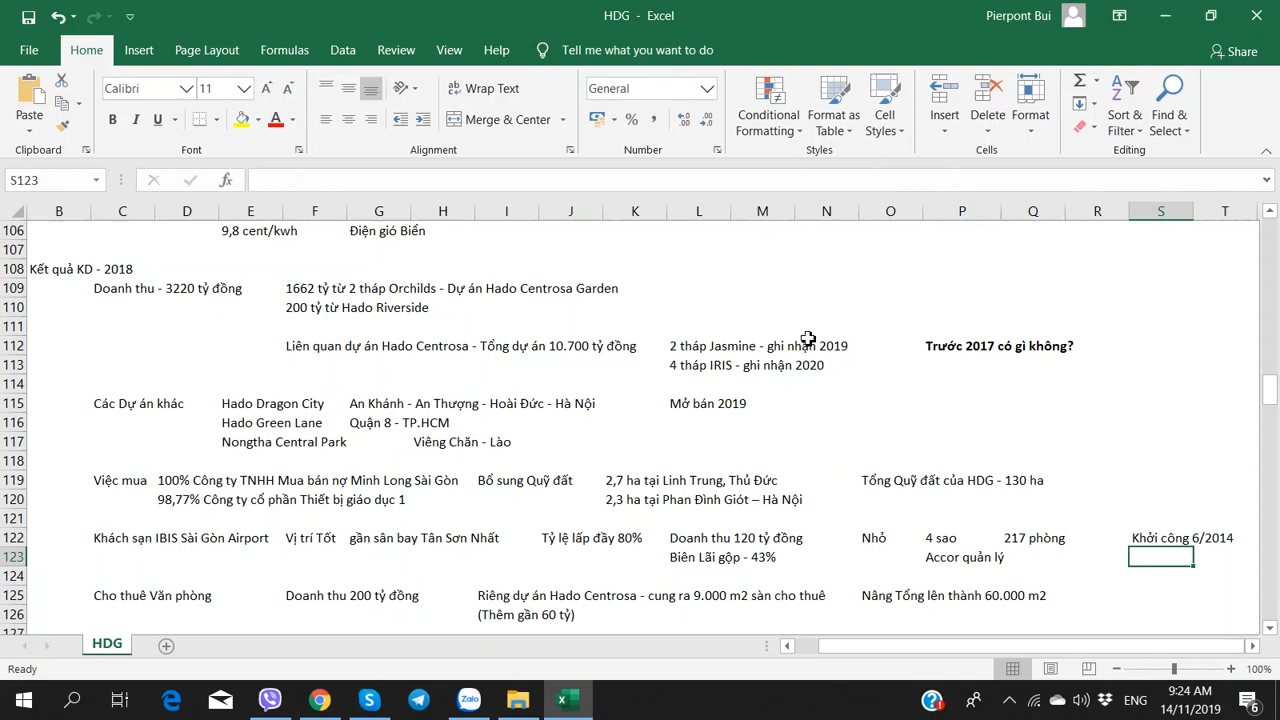 HDG - Excel
Pierpont Bui
File Home Insert Page Layout Formulas Data Review View Help Tell me what you want to do Share
Paste
Clipboard
Calibri 11
B I U
Font
Wrap Text
Merge & Center
Alignment
General
Number
Conditional Formatting
Format as Table
Cell Styles
Styles
Insert
Delete
Format
Cells
Sort & Filter
Find & Select
Editing
S123
fx
B C D E F G H I J K L M N O P Q R S T
106 9,8 cent/kwh Điện gió Biển
107
108 Kết quả KD - 2018
109 Doanh thu - 3220 tỷ đồng 1662 tỷ từ 2 tháp Orchilds - Dự án Hado Centrosa Garden
110 200 tỷ từ Hado Riverside
111
112 Liên quan dự án Hado Centrosa - Tổng dự án 10.700 tỷ đồng 2 tháp Jasmine - ghi nhận 2019 Trước 2017 có gì không?
113 4 tháp IRIS - ghi nhận 2020
114
115 Các Dự án khác Hado Dragon City An Khánh - An Thượng - Hoài Đức - Hà Nội Mở bán 2019
116 Hado Green Lane Quận 8 - TP.HCM
117 Nongtha Central Park Viêng Chăn - Lào
118
119 Việc mua 100% Công ty TNHH Mua bán nợ Minh Long Sài Gòn Bổ sung Quỹ đất 2,7 ha tại Linh Trung, Thủ Đức Tổng Quỹ đất của HDG - 130 ha
120 98,77% Công ty cổ phần Thiết bị giáo dục 1 2,3 ha tại Phan Đình Giót – Hà Nội
121
122 Khách sạn IBIS Sài Gòn Airport Vị trí Tốt gần sân bay Tân Sơn Nhất Tỷ lệ lấp đầy 80% Doanh thu 120 tỷ đồng Nhỏ 4 sao 217 phòng Khởi công 6/2014
123 Biên Lãi gộp - 43% Accor quản lý
124
125 Cho thuê Văn phòng Doanh thu 200 tỷ đồng Riêng dự án Hado Centrosa - cung ra 9.000 m2 sàn cho thuê Nâng Tổng lên thành 60.000 m2
126 (Thêm gần 60 tỷ)
127
HDG
Ready
100%
Zalo
ENG
9:24 AM
14/11/2019
6